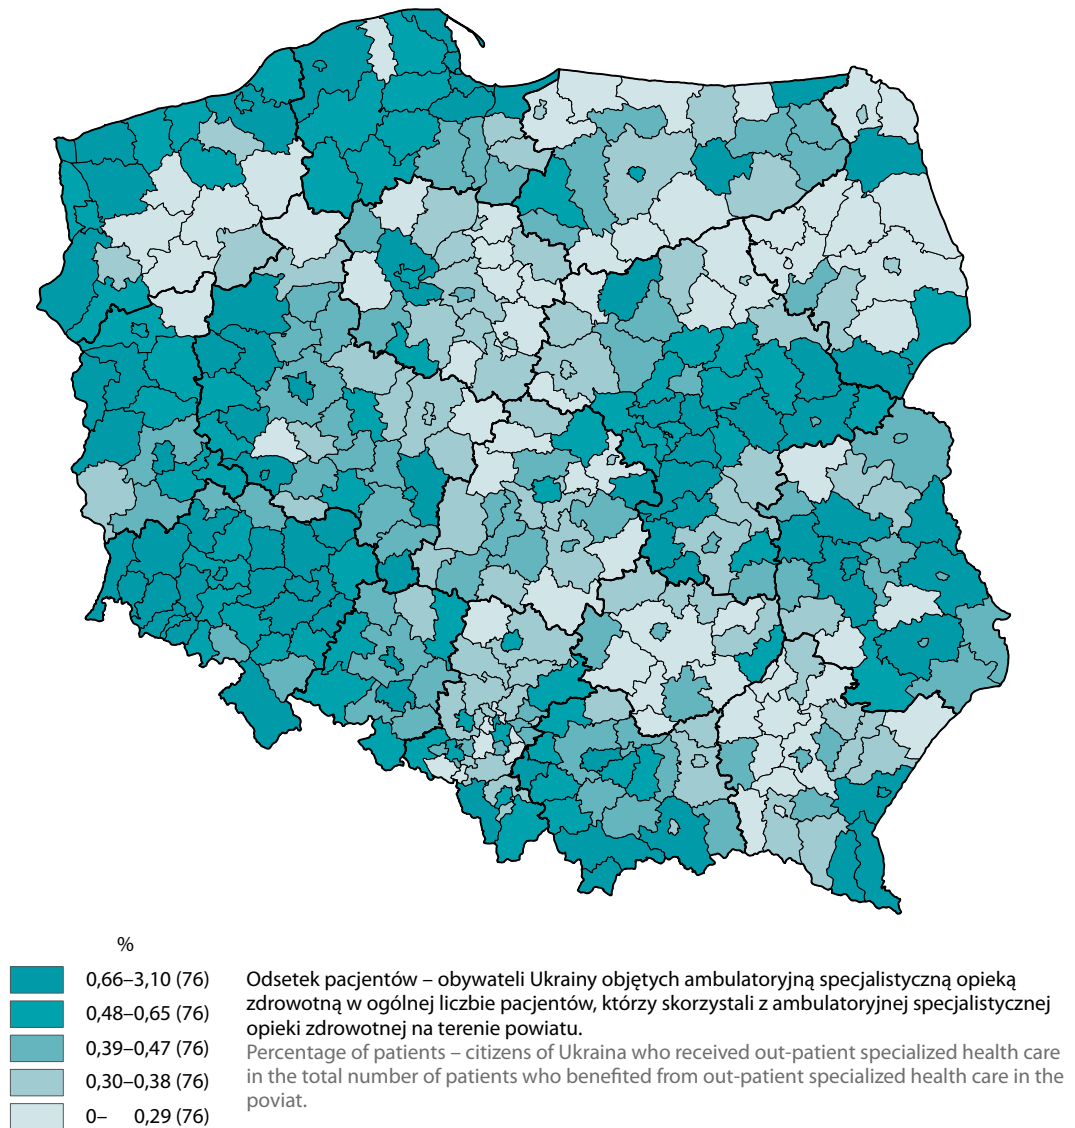 %
0,66–3,10 (76)
0,48–0,65 (76)
0,39–0,47 (76)
0,30–0,38 (76)
0– 0,29 (76)
Odsetek pacjentów – obywateli Ukrainy objętych ambulatoryjną specjalistyczną opieką
zdrowotną w ogólnej liczbie pacjentów, którzy skorzystali z ambulatoryjnej specjalistycznej
opieki zdrowotnej na terenie powiatu.
Percentage of patients – citizens of Ukraina who received out-patient specialized health care
in the total number of patients who benefited from out-patient specialized health care in the
poviat.